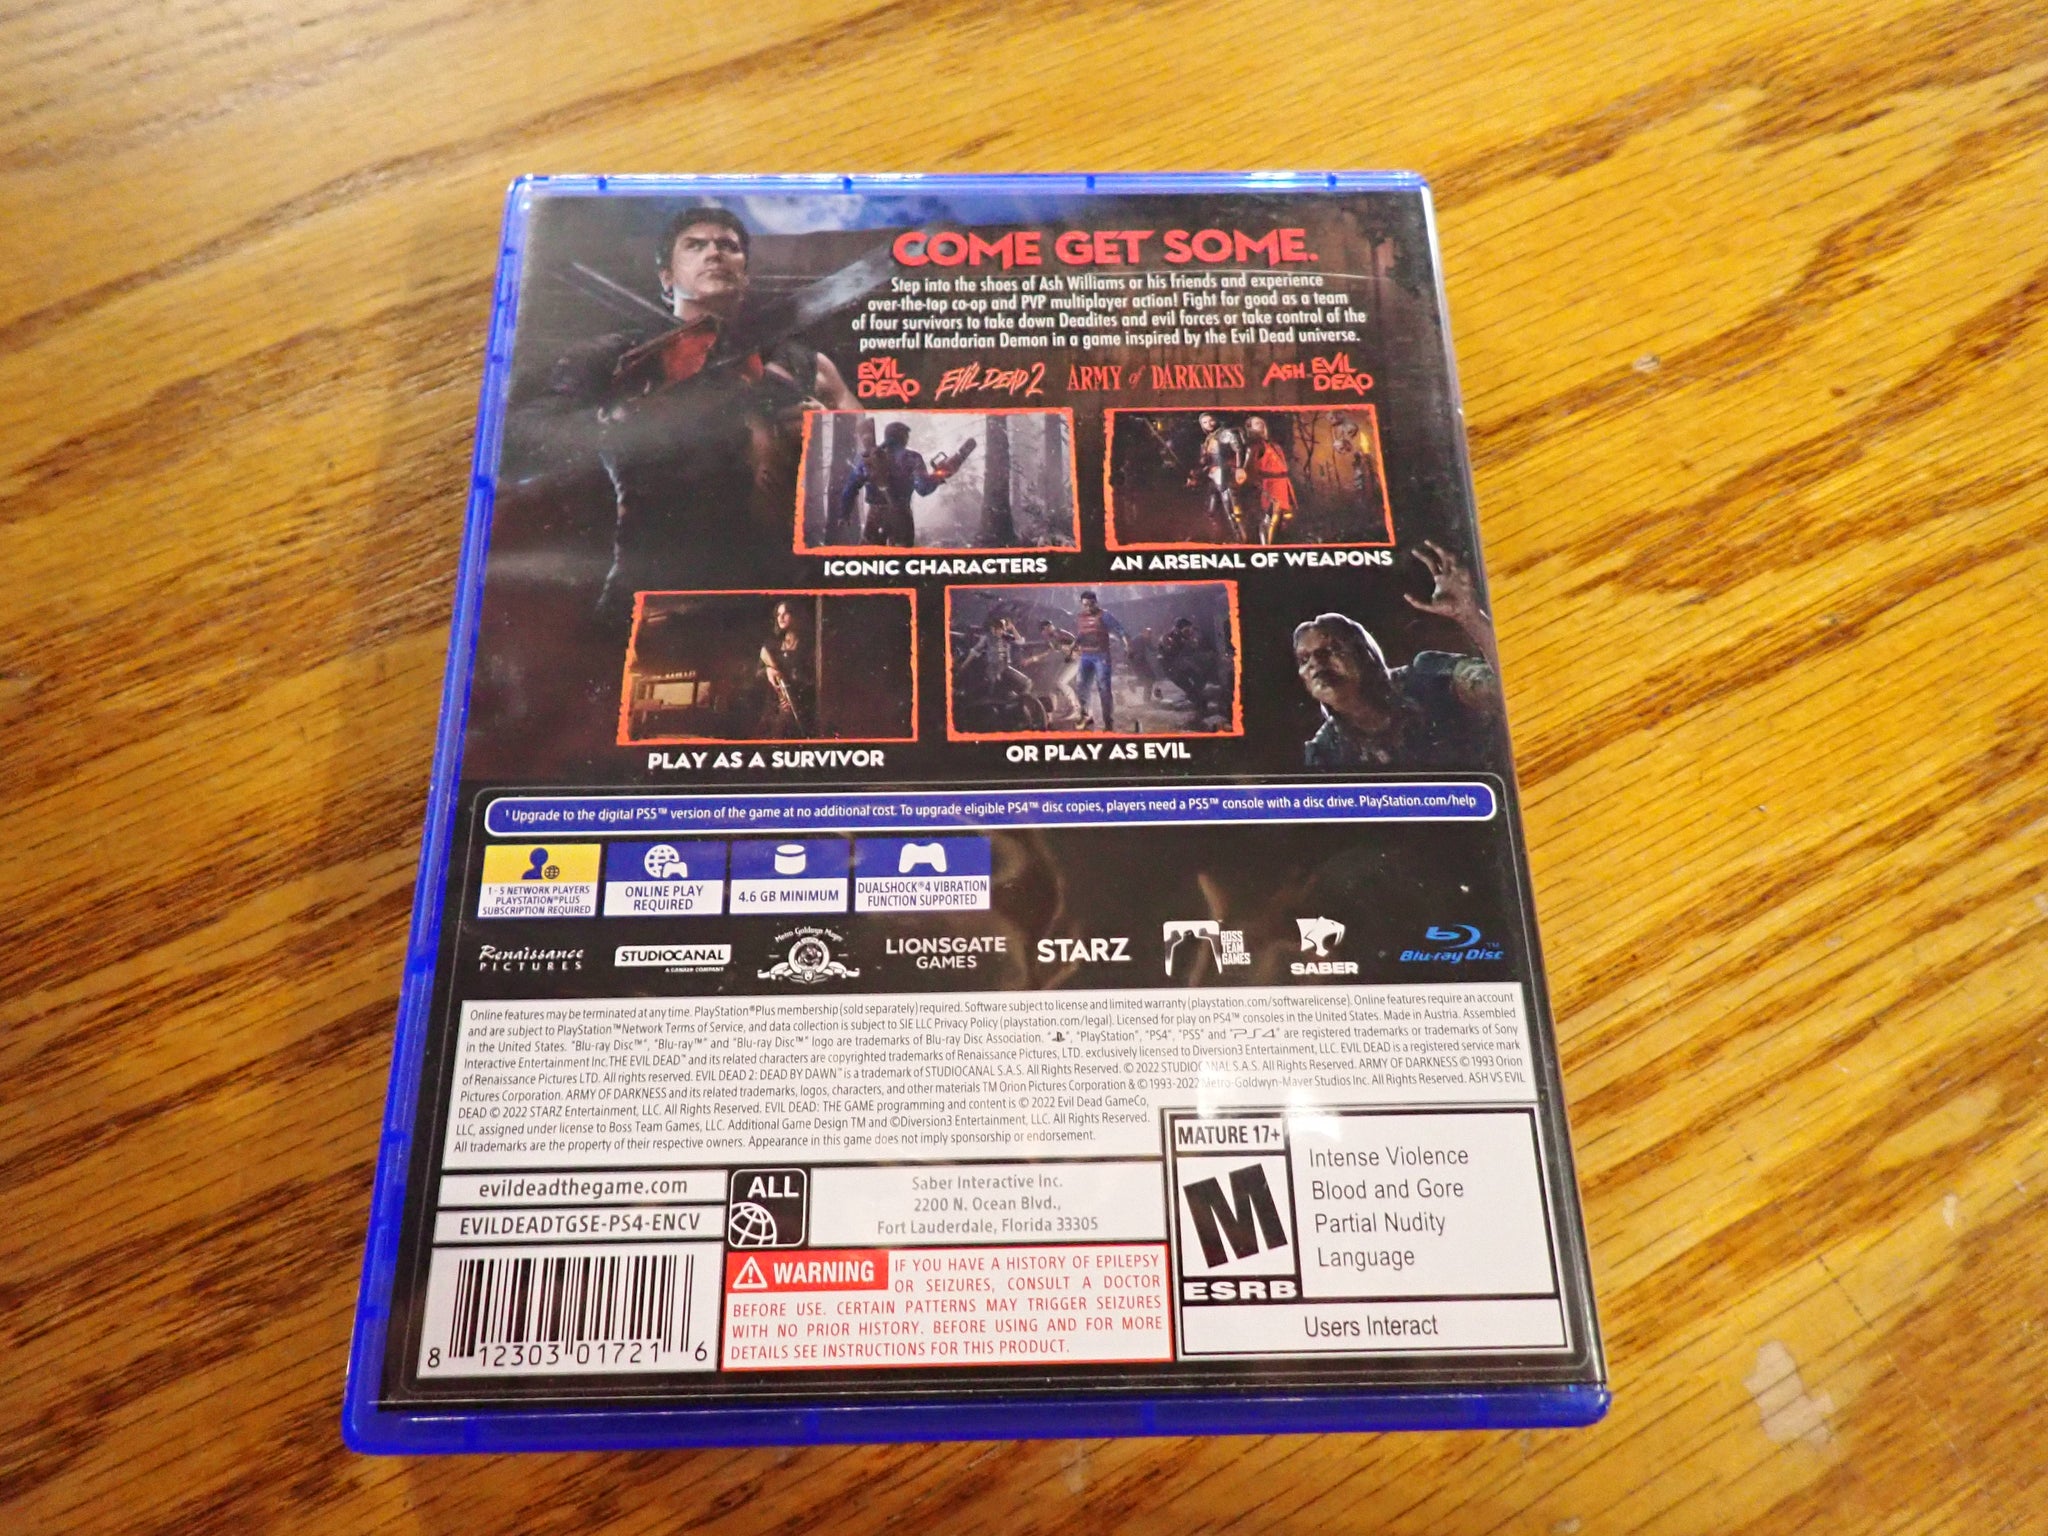 COME GET SOME.
Step into the shoes of Ash Williams or his friends and experience
over-the-top co-op and PVP multiplayer action! Fight for good as a team
of four survivors to take down Deadites and evil forces or take control of the
powerful Kandarian Demon in a game inspired by the Evil Dead universe.
THE EVIL DEAD EVIL DEAD 2 ARMY of DARKNESS ASH vs EVIL DEAD
ICONIC CHARACTERS
AN ARSENAL OF WEAPONS
PLAY AS A SURVIVOR
OR PLAY AS EVIL
¹ Upgrade to the digital PS5™ version of the game at no additional cost. To upgrade eligible PS4™ disc copies, players need a PS5™ console with a disc drive. PlayStation.com/help
1 - 5 NETWORK PLAYERS
PLAYSTATION®PLUS
SUBSCRIPTION REQUIRED
ONLINE PLAY
REQUIRED
4.6 GB MINIMUM
DUALSHOCK®4 VIBRATION
FUNCTION SUPPORTED
Renaissance
PICTURES
STUDIOCANAL
A CANAL+ COMPANY
Metro Goldwyn Mayer
LIONSGATE
GAMES
STARZ
BOSS
TEAM
GAMES
SABER
Blu-ray Disc™
Online features may be terminated at any time. PlayStation®Plus membership (sold separately) required. Software subject to license and limited warranty (playstation.com/softwarelicense). Online features require an account
and are subject to PlayStation™Network Terms of Service, and data collection is subject to SIE LLC Privacy Policy (playstation.com/legal). Licensed for play on PS4™ consoles in the United States. Made in Austria. Assembled
in the United States. "Blu-ray Disc™", "Blu-ray™" and "Blu-ray Disc™" logo are trademarks of Blu-ray Disc Association. "PS", "PlayStation", "PS4", "PS5" and "PS4" are registered trademarks or trademarks of Sony
Interactive Entertainment Inc.THE EVIL DEAD™ and its related characters are copyrighted trademarks of Renaissance Pictures, LTD. exclusively licensed to Diversion3 Entertainment, LLC. EVIL DEAD is a registered service mark
of Renaissance Pictures LTD. All rights reserved. EVIL DEAD 2: DEAD BY DAWN™ is a trademark of STUDIOCANAL S.A.S. All Rights Reserved. © 2022 STUDIOCANAL S.A.S. All Rights Reserved. ARMY OF DARKNESS © 1993 Orion
Pictures Corporation. ARMY OF DARKNESS and its related trademarks, logos, characters, and other materials TM Orion Pictures Corporation & © 1993-2022 Metro-Goldwyn-Mayer Studios Inc. All Rights Reserved. ASH VS EVIL
DEAD © 2022 STARZ Entertainment, LLC. All Rights Reserved. EVIL DEAD: THE GAME programming and content is © 2022 Evil Dead GameCo,
LLC, assigned under license to Boss Team Games, LLC. Additional Game Design TM and ©Diversion3 Entertainment, LLC. All Rights Reserved.
All trademarks are the property of their respective owners. Appearance in this game does not imply sponsorship or endorsement.
evildeadthegame.com
EVILDEADTGSE-PS4-ENCV
8 12303 01721 6
ALL
Saber Interactive Inc.
2200 N. Ocean Blvd.,
Fort Lauderdale, Florida 33305
WARNING IF YOU HAVE A HISTORY OF EPILEPSY
OR SEIZURES, CONSULT A DOCTOR
BEFORE USE. CERTAIN PATTERNS MAY TRIGGER SEIZURES
WITH NO PRIOR HISTORY. BEFORE USING AND FOR MORE
DETAILS SEE INSTRUCTIONS FOR THIS PRODUCT.
MATURE 17+
M
ESRB
Intense Violence
Blood and Gore
Partial Nudity
Language
Users Interact